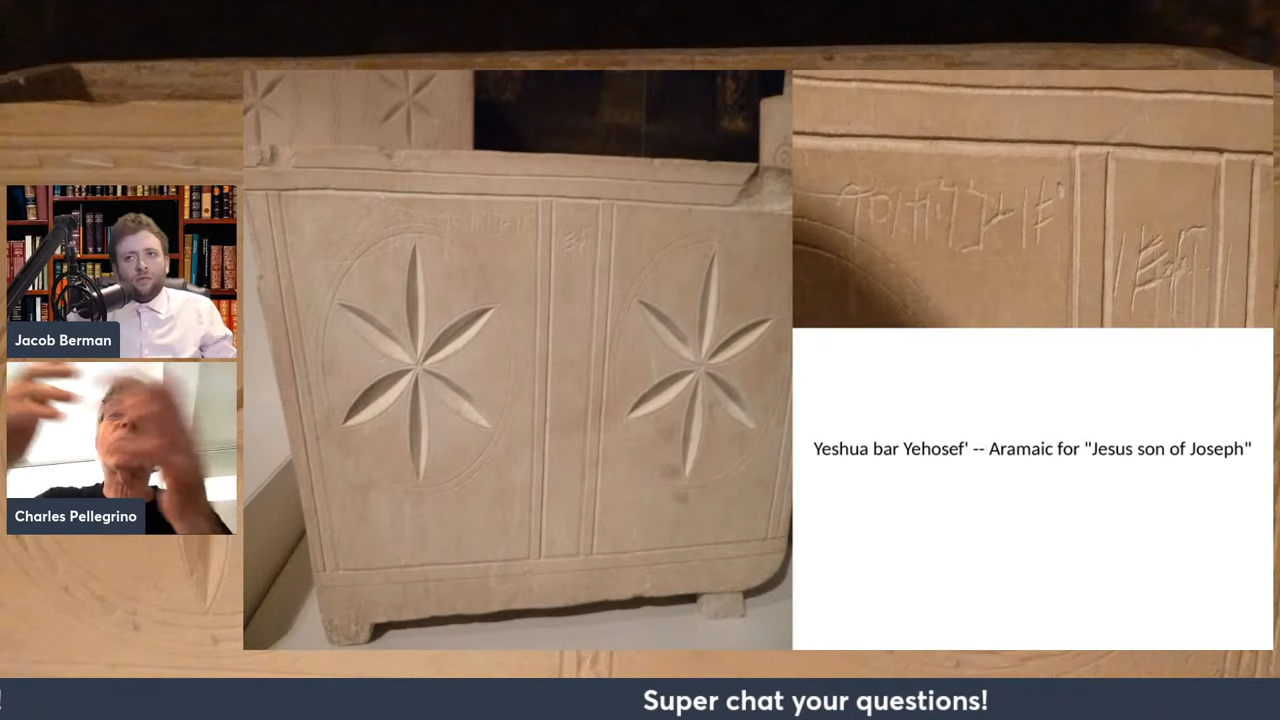 Jacob Berman
Charles Pellegrino
Yeshua bar Yehosef' -- Aramaic for "Jesus son of Joseph"
!
Super chat your questions!